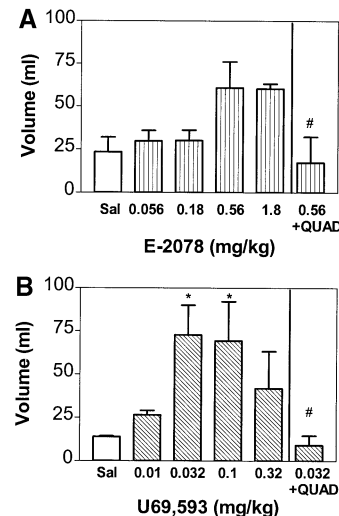 A
Volume (ml)
100
75
50
25
0
#
Sal 0.056 0.18 0.56 1.8 0.56
+QUAD
E-2078 (mg/kg)
B
Volume (ml)
100
75
50
25
0
* *
#
Sal 0.01 0.032 0.1 0.32 0.032
+QUAD
U69,593 (mg/kg)